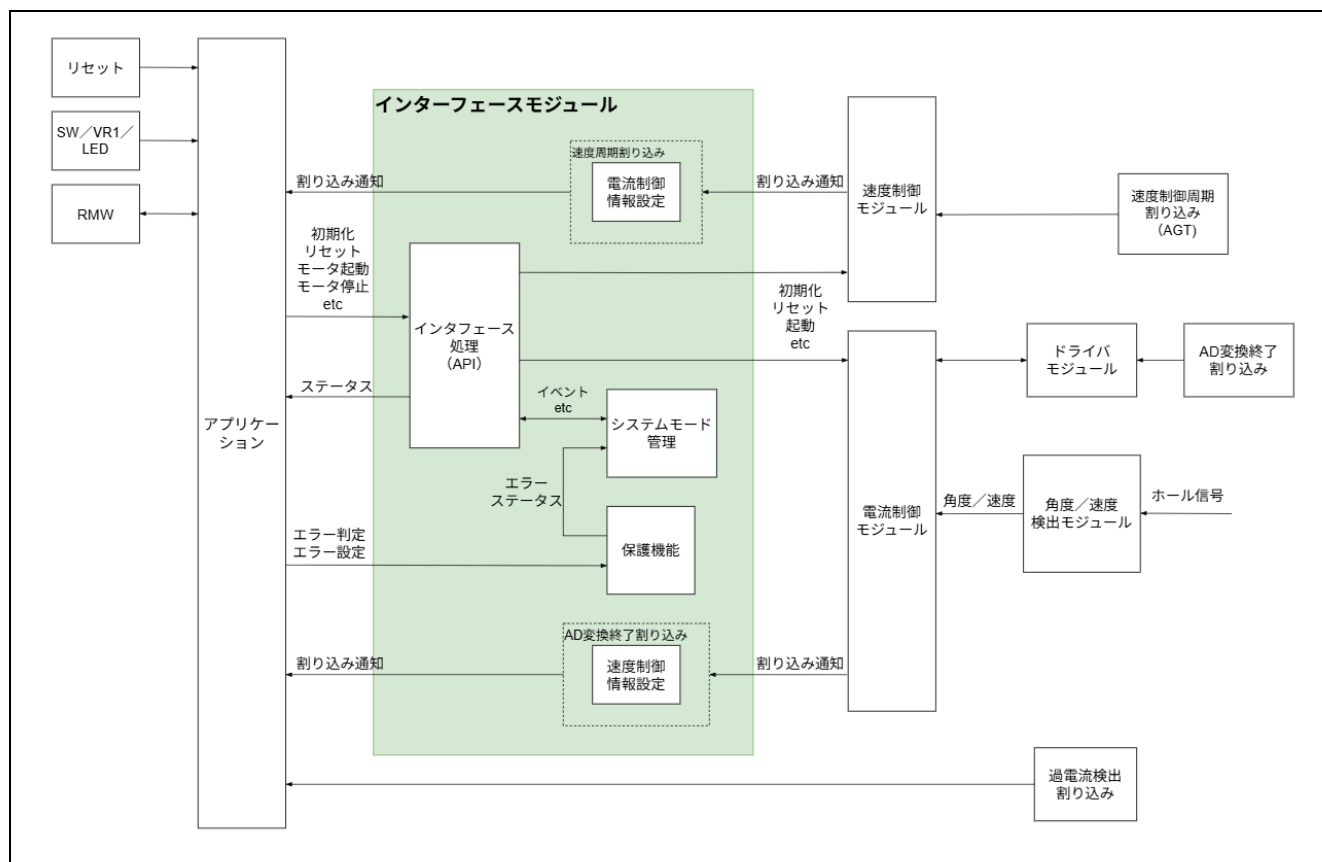 リセット
SW／VR1／
LED
RMW
アプリケー
ション
インターフェースモジュール
割り込み通知
速度周期割り込み
電流制御
情報設定
割り込み通知
速度制御
モジュール
速度制御周期
割り込み
（AGT)
初期化
リセット
モータ起動
モータ停止
etc
インタフェース
処理
（API）
初期化
リセット
起動
etc
ドライバ
モジュール
AD変換終了
割り込み
ステータス
イベント
etc
システムモード
管理
エラー
ステータス
電流制御
モジュール
角度／速度
角度／速度
検出モジュール
ホール信号
エラー判定
エラー設定
保護機能
割り込み通知
AD変換終了割り込み
速度制御
情報設定
割り込み通知
過電流検出
割り込み